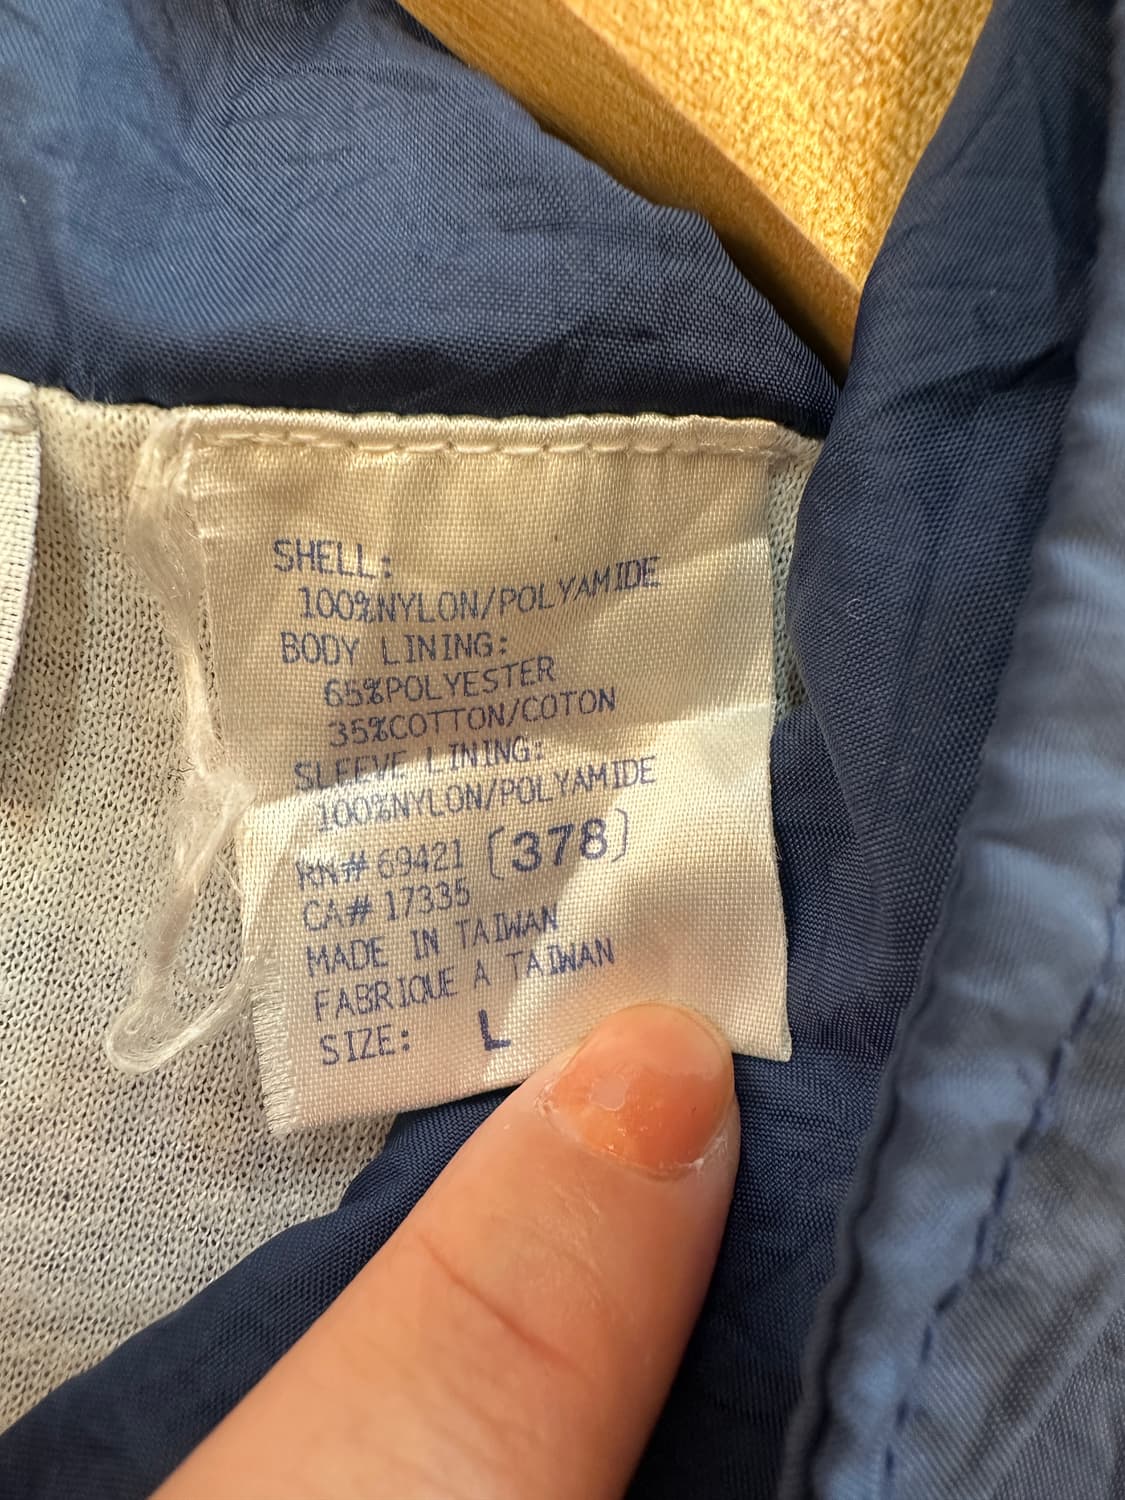 SHELL:
100%NYLON/POLYAMIDE
BODY LINING:
65%POLYESTER
35%COTTON/COTON
SLEEVE LINING:
100%NYLON/POLYAMIDE
RN# 69421 (378)
CA# 17335
MADE IN TAIWAN
FABRIQUE A TAIWAN
SIZE: L